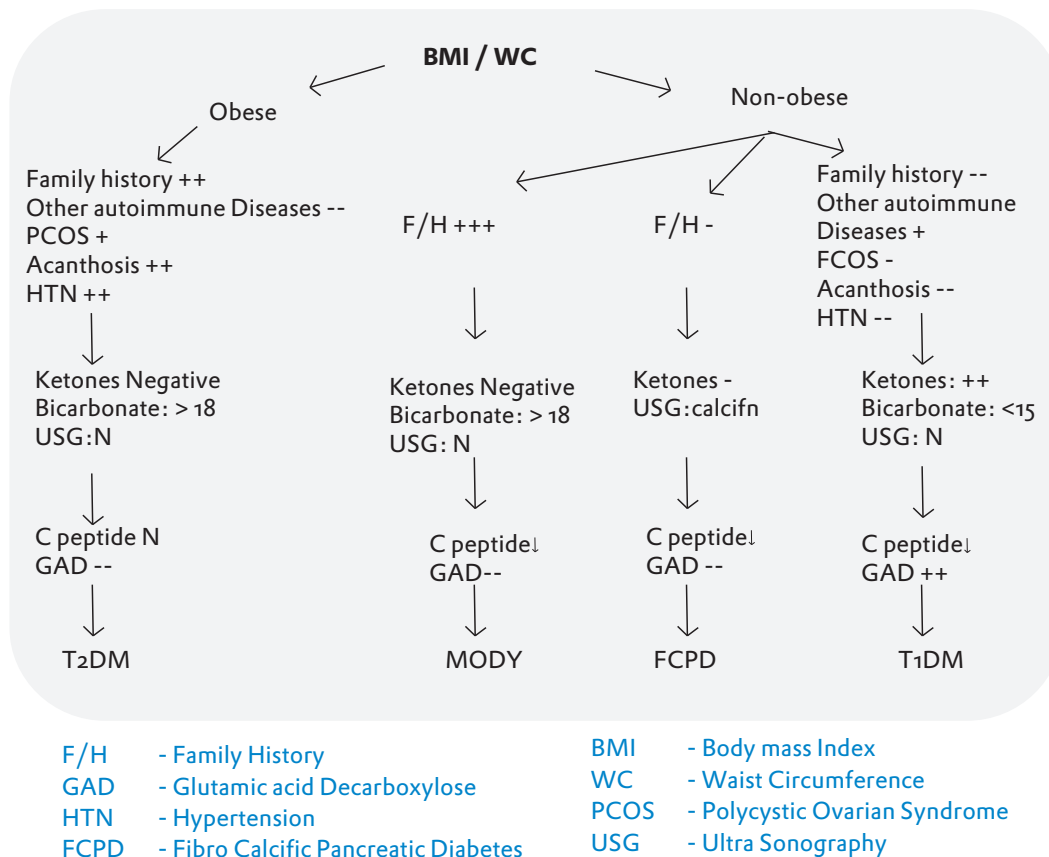 BMI / WC
Obese
Non-obese
Family history ++
Other autoimmune Diseases --
PCOS +
Acanthosis ++
HTN ++
F/H +++
F/H -
Family history --
Other autoimmune
Diseases +
FCOS -
Acanthosis --
HTN --
Ketones Negative
Bicarbonate: > 18
USG:N
Ketones Negative
Bicarbonate: > 18
USG: N
Ketones -
USG:calcifn
Ketones: ++
Bicarbonate: <15
USG: N
C peptide N
GAD --
C peptide↓
GAD--
C peptide↓
GAD --
C peptide↓
GAD ++
T2DM
MODY
FCPD
T1DM
F/H - Family History
GAD - Glutamic acid Decarboxylose
HTN - Hypertension
FCPD - Fibro Calcific Pancreatic Diabetes
BMI - Body mass Index
WC - Waist Circumference
PCOS - Polycystic Ovarian Syndrome
USG - Ultra Sonography